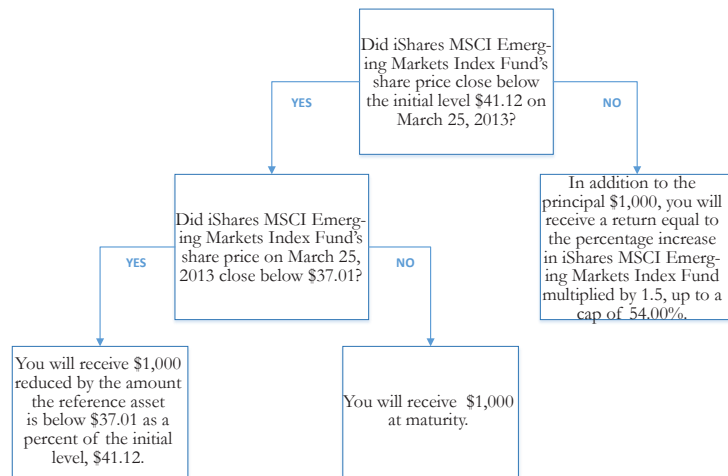 Did iShares MSCI Emerg-
ing Markets Index Fund's
share price close below
the initial level $41.12 on
March 25, 2013?
YES
NO
Did iShares MSCI Emerg-
ing Markets Index Fund's
share price on March 25,
2013 close below $37.01?
In addition to the
principal $1,000, you will
receive a return equal to
the percentage increase
in iShares MSCI Emerg-
ing Markets Index Fund
multiplied by 1.5, up to a
cap of 54.00%.
YES
NO
You will receive $1,000
reduced by the amount
the reference asset
is below $37.01 as a
percent of the initial
level, $41.12.
You will receive $1,000
at maturity.